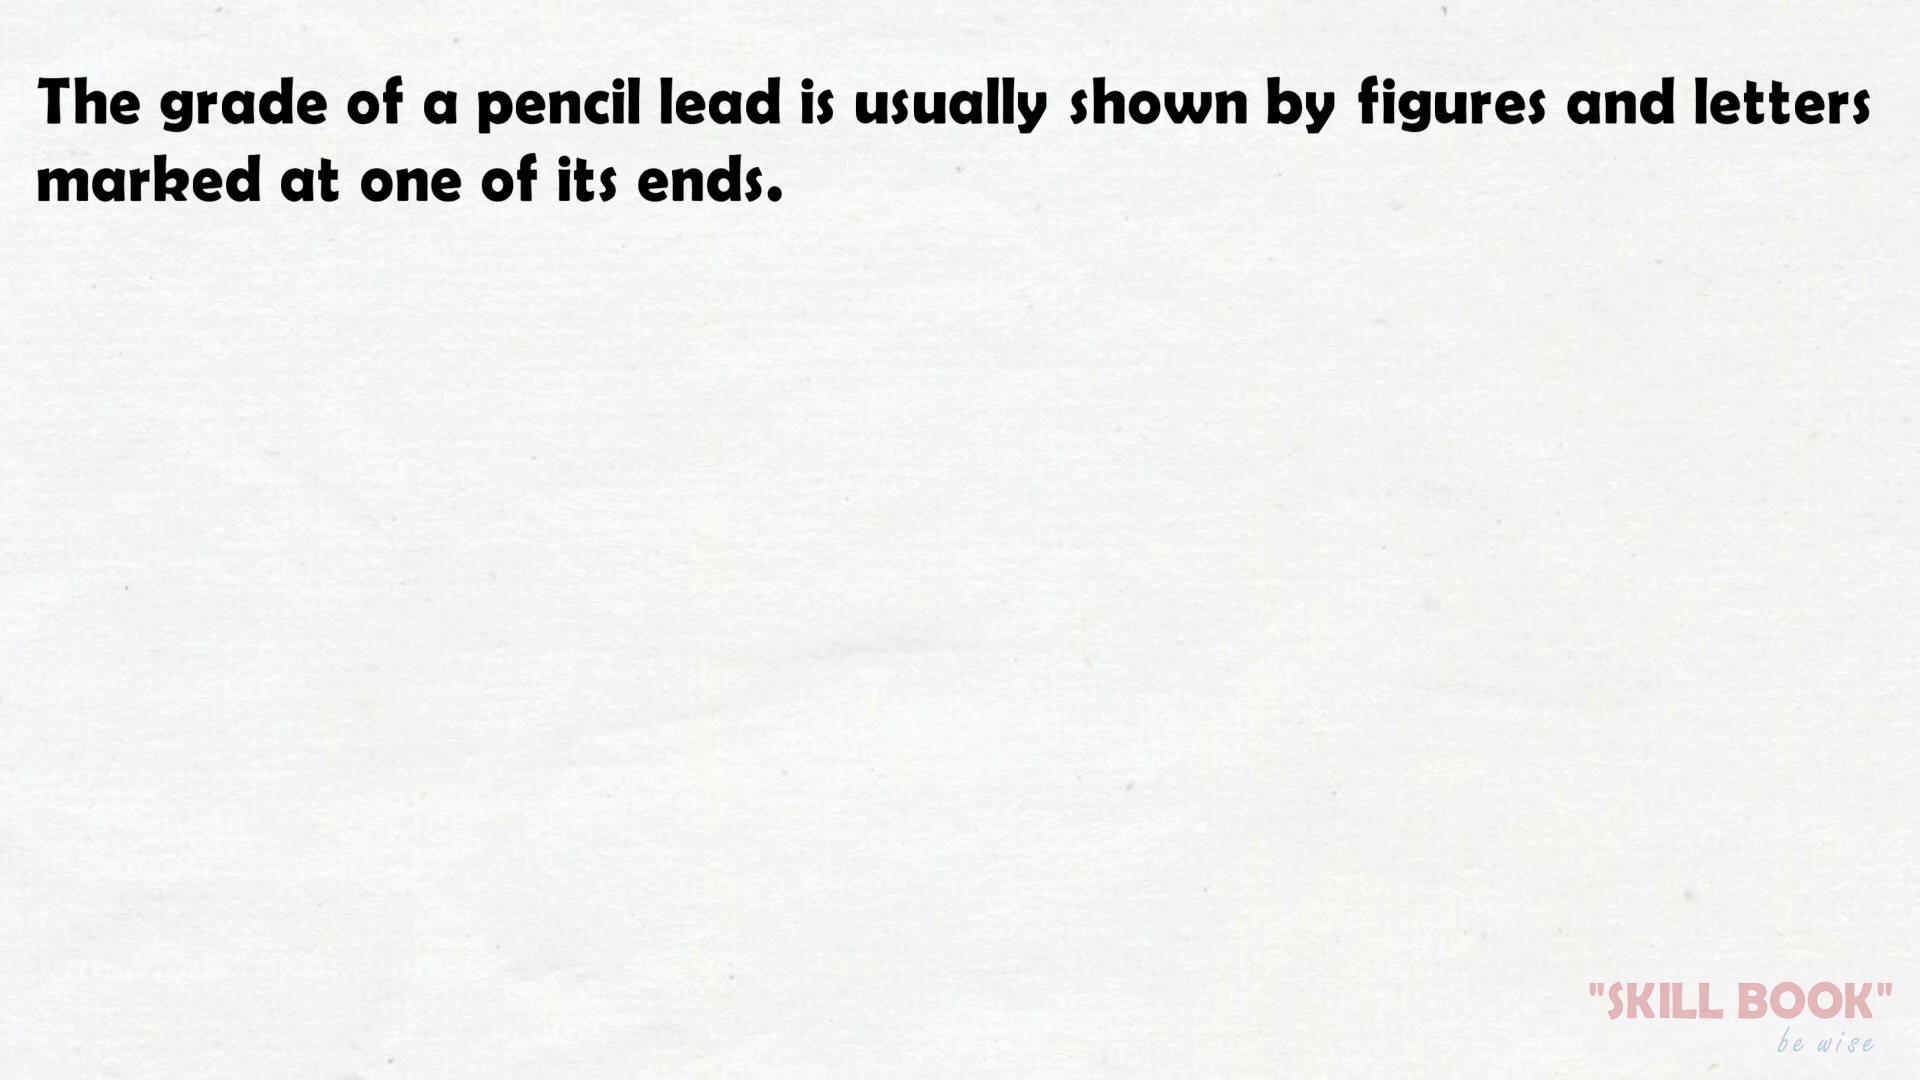 The grade of a pencil lead is usually shown by figures and letters
marked at one of its ends.
"SKILL BOOK"
be wise